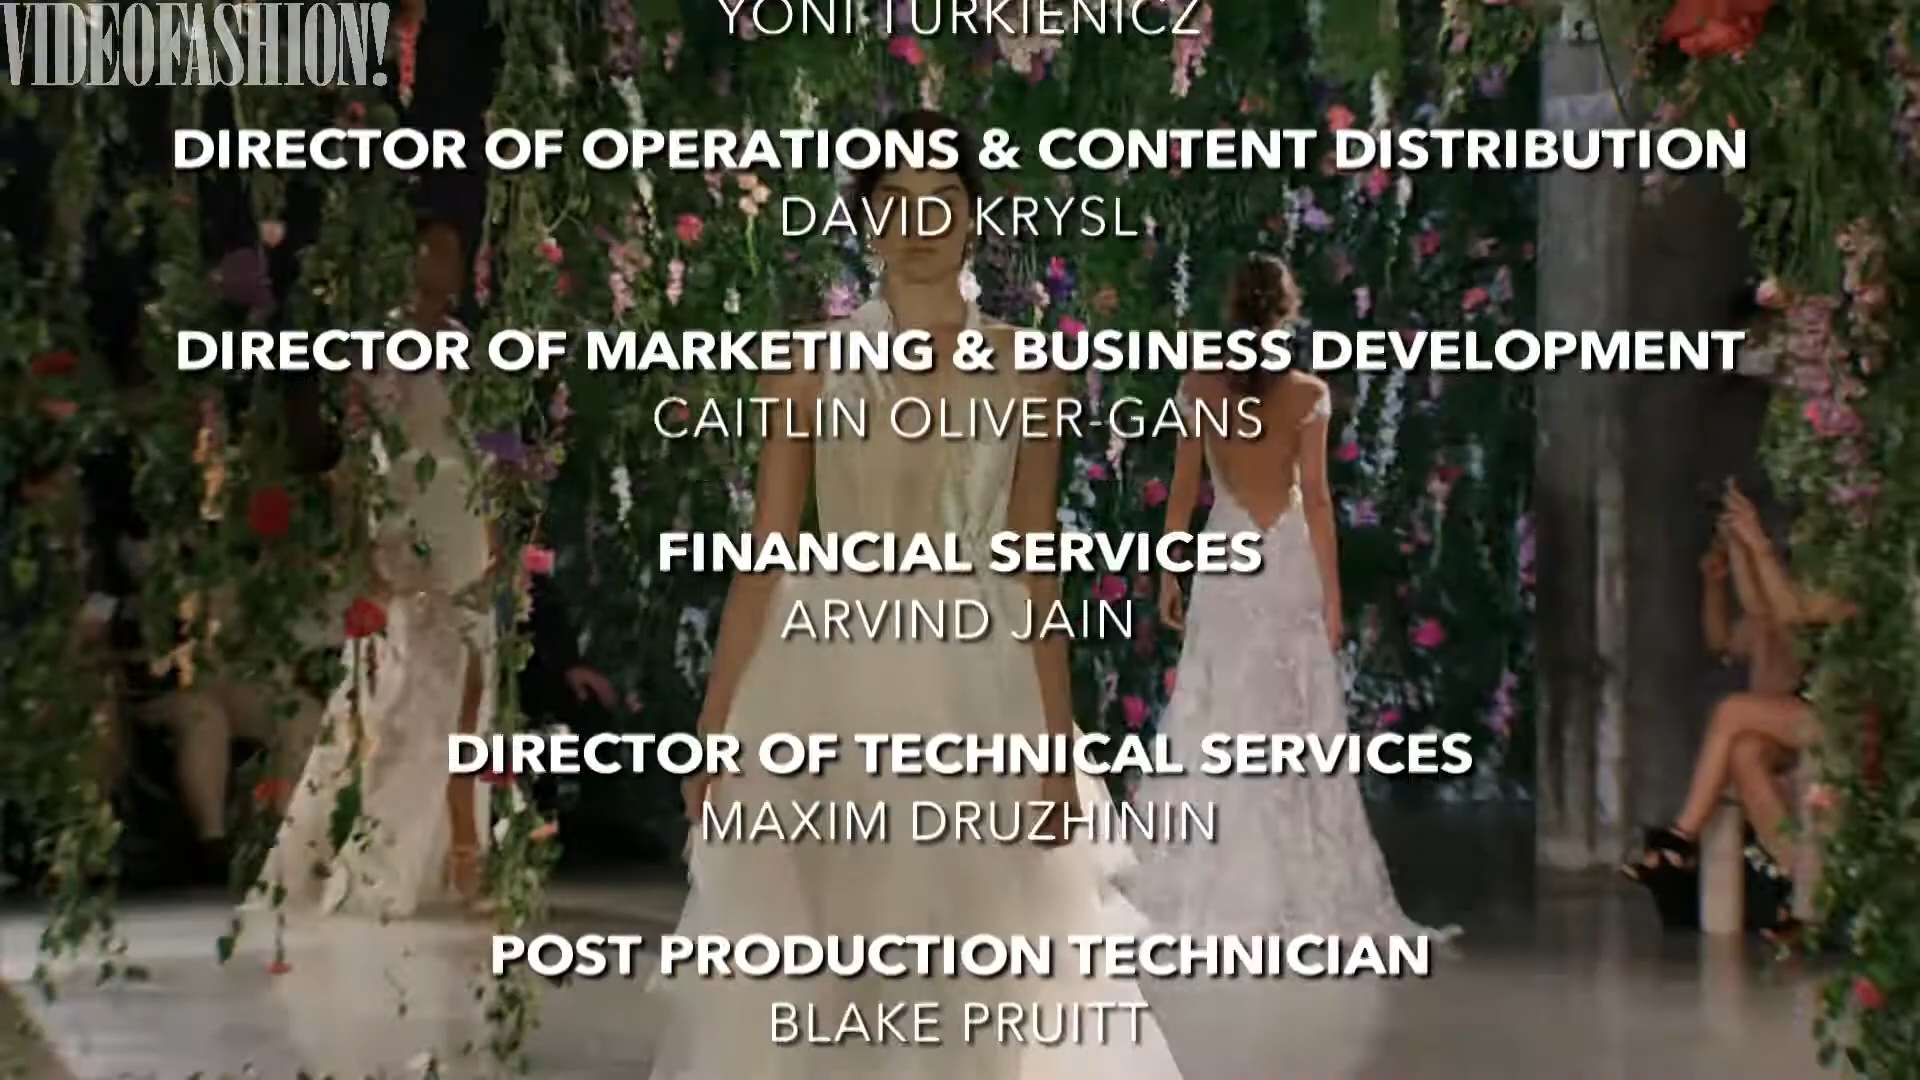 VIDEOFASHION!
YONI TURKIENICZ
DIRECTOR OF OPERATIONS & CONTENT DISTRIBUTION
DAVID KRYSL
DIRECTOR OF MARKETING & BUSINESS DEVELOPMENT
CAITLIN OLIVER-GANS
FINANCIAL SERVICES
ARVIND JAIN
DIRECTOR OF TECHNICAL SERVICES
MAXIM DRUZHININ
POST PRODUCTION TECHNICIAN
BLAKE PRUITT